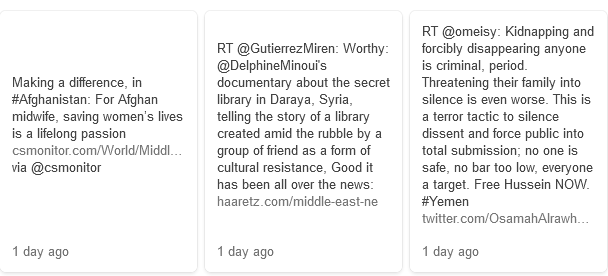 Making a difference, in
#Afghanistan: For Afghan
midwife, saving women's lives
is a lifelong passion
csmonitor.com/World/Middl...
via @csmonitor
1 day ago
RT @GutierrezMiren: Worthy:
@DelphineMinoui's
documentary about the secret
library in Daraya, Syria,
telling the story of a library
created amid the rubble by a
group of friend as a form of
cultural resistance, Good it
has been all over the news:
haaretz.com/middle-east-ne
1 day ago
RT @omeisy: Kidnapping and
forcibly disappearing anyone
is criminal, period.
Threatening their family into
silence is even worse. This is
a terror tactic to silence
dissent and force public into
total submission; no one is
safe, no bar too low, everyone
a target. Free Hussein NOW.
#Yemen
twitter.com/OsamahAlrawh...
1 day ago